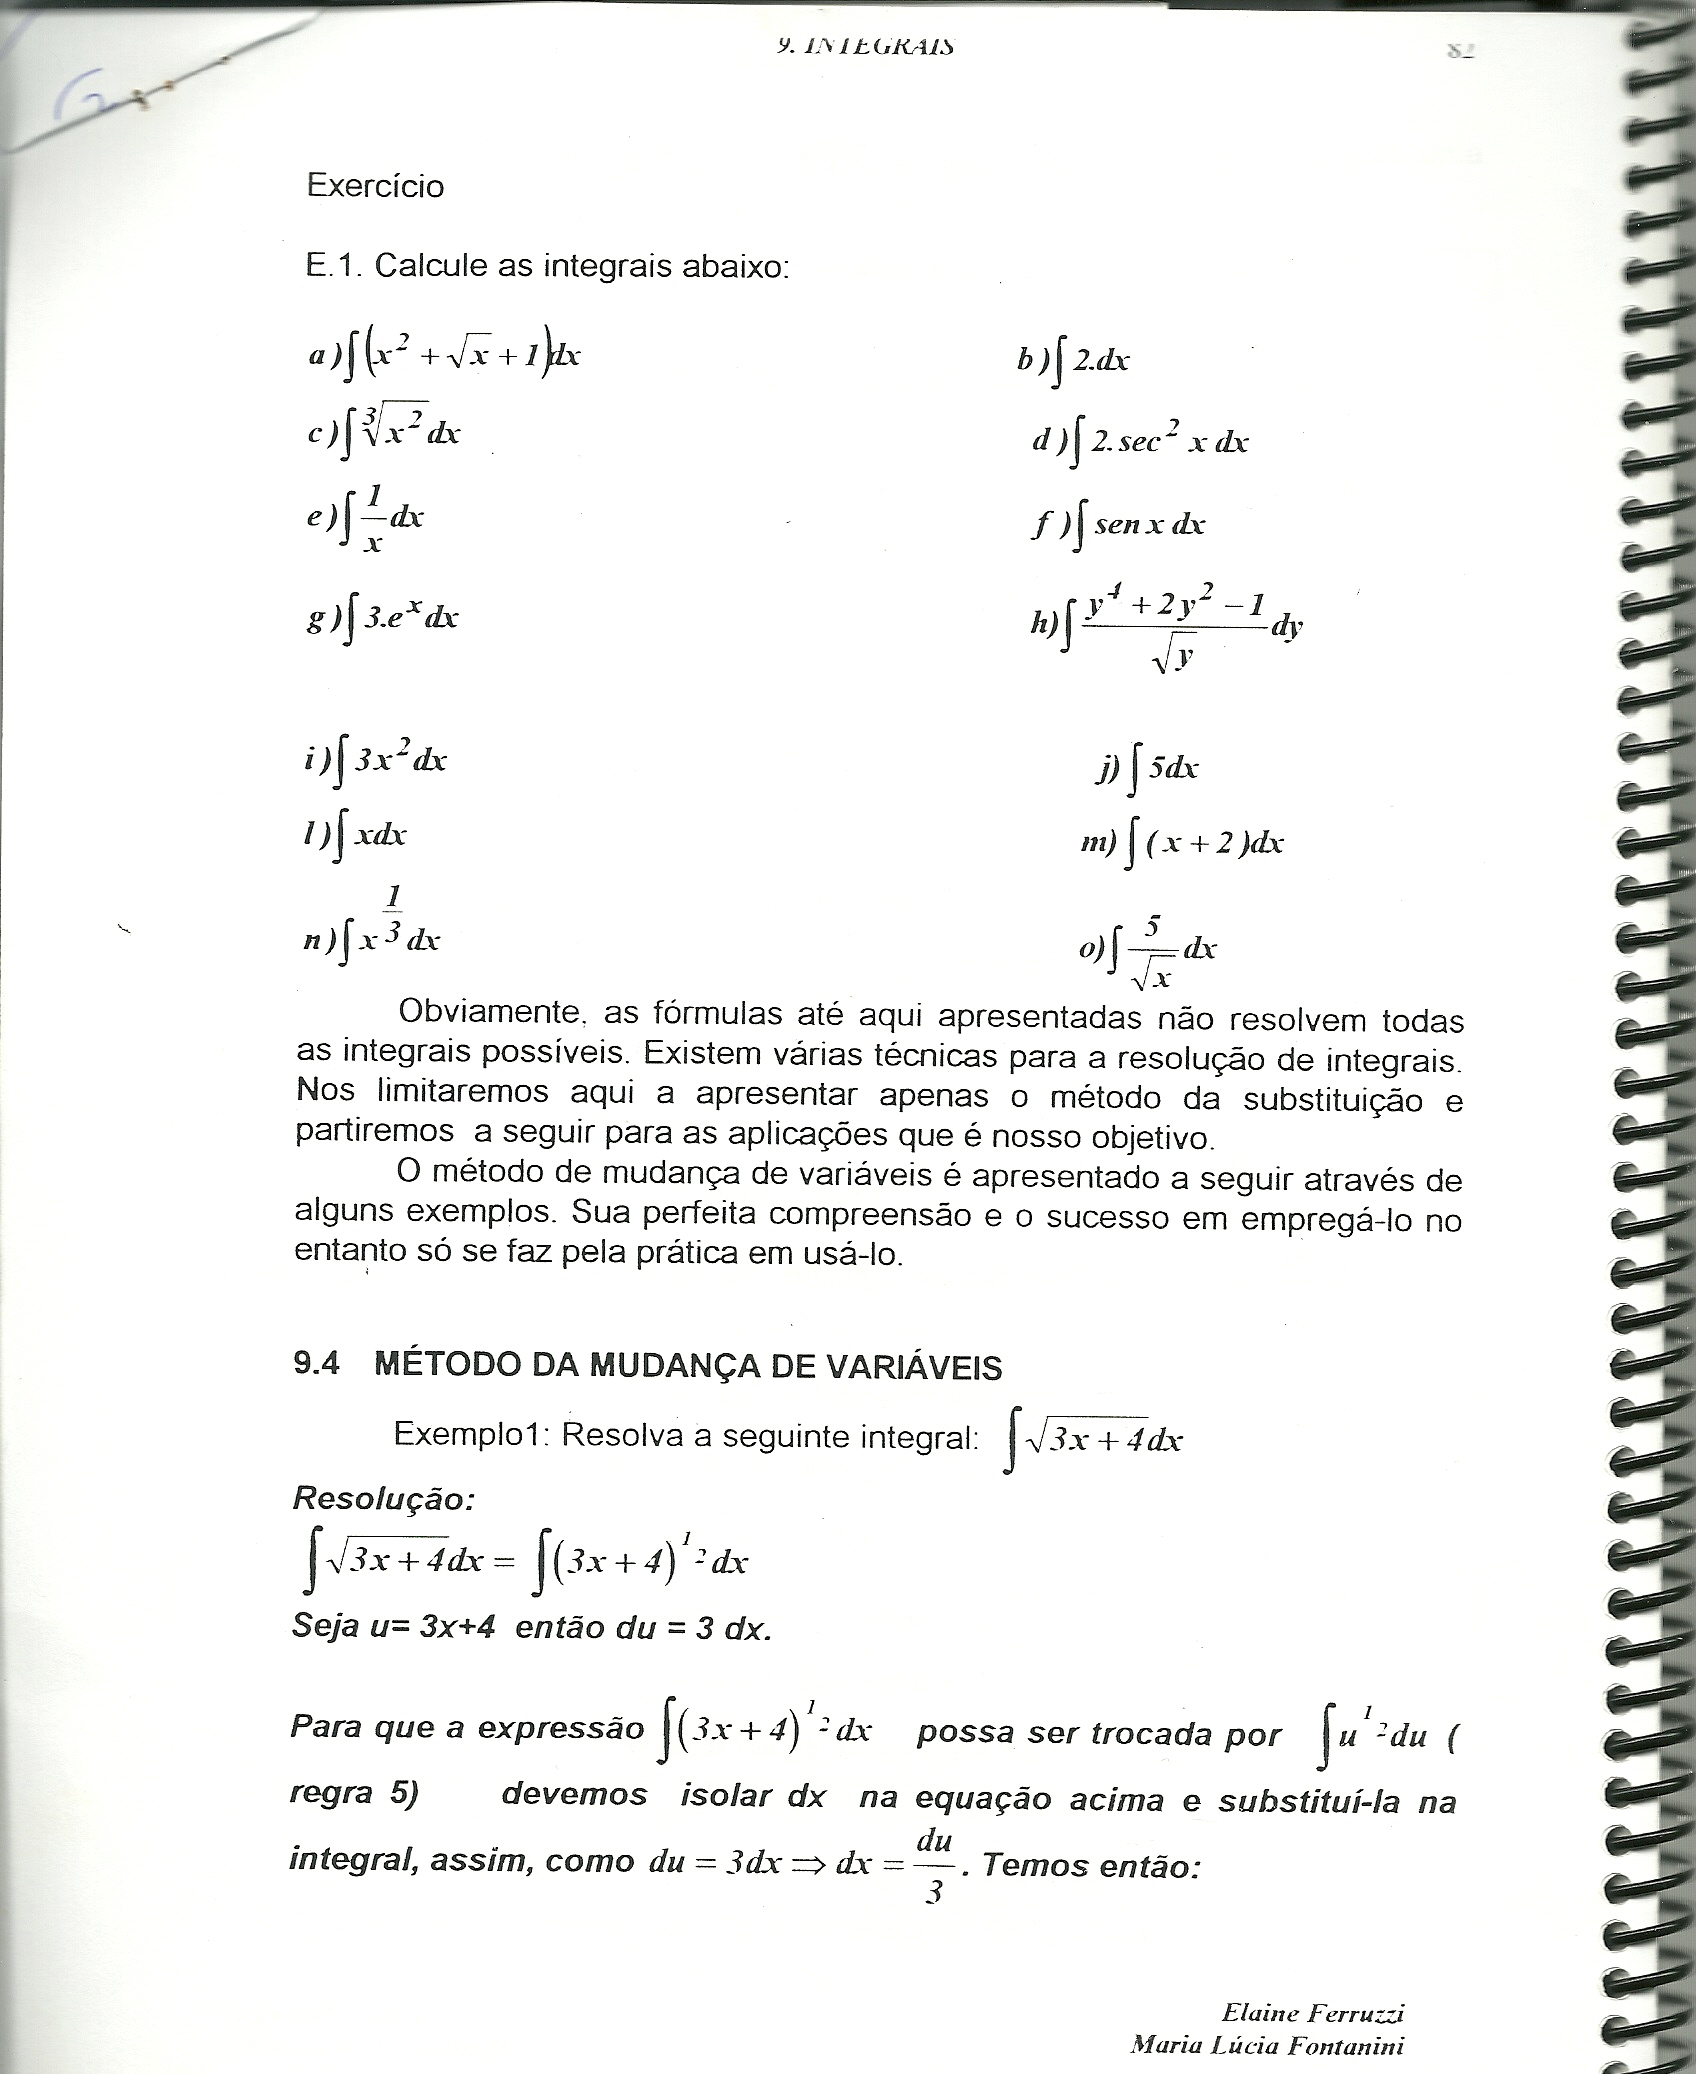 9. INTEGRAIS
Exercício
E.1. Calcule as integrais abaixo:
a)∫(x² + √x + 1)dx b)∫2.dx
c)∫∛x² dx d)∫2.sec² x dx
e)∫1/x dx f)∫sen x dx
g)∫3.eˣ dx h)∫(y⁴ + 2y² − 1)/√y dy
i)∫3x² dx j)∫5dx
l)∫xdx m)∫(x + 2)dx
n)∫x^(1/3) dx o)∫5/√x dx
Obviamente, as fórmulas até aqui apresentadas não resolvem todas
as integrais possíveis. Existem várias técnicas para a resolução de integrais.
Nos limitaremos aqui a apresentar apenas o método da substituição e
partiremos a seguir para as aplicações que é nosso objetivo.
O método de mudança de variáveis é apresentado a seguir através de
alguns exemplos. Sua perfeita compreensão e o sucesso em empregá-lo no
entanto só se faz pela prática em usá-lo.
9.4 MÉTODO DA MUDANÇA DE VARIÁVEIS
Exemplo1: Resolva a seguinte integral: ∫√(3x + 4)dx
Resolução:
∫√(3x + 4)dx = ∫(3x + 4)^(1/2) dx
Seja u= 3x+4 então du = 3 dx.
Para que a expressão ∫(3x + 4)^(1/2) dx possa ser trocada por ∫u^(1/2) du (
regra 5) devemos isolar dx na equação acima e substituí-la na
integral, assim, como du = 3dx ⇒ dx = du/3. Temos então:
Elaine Ferruzzi
Maria Lúcia Fontanini